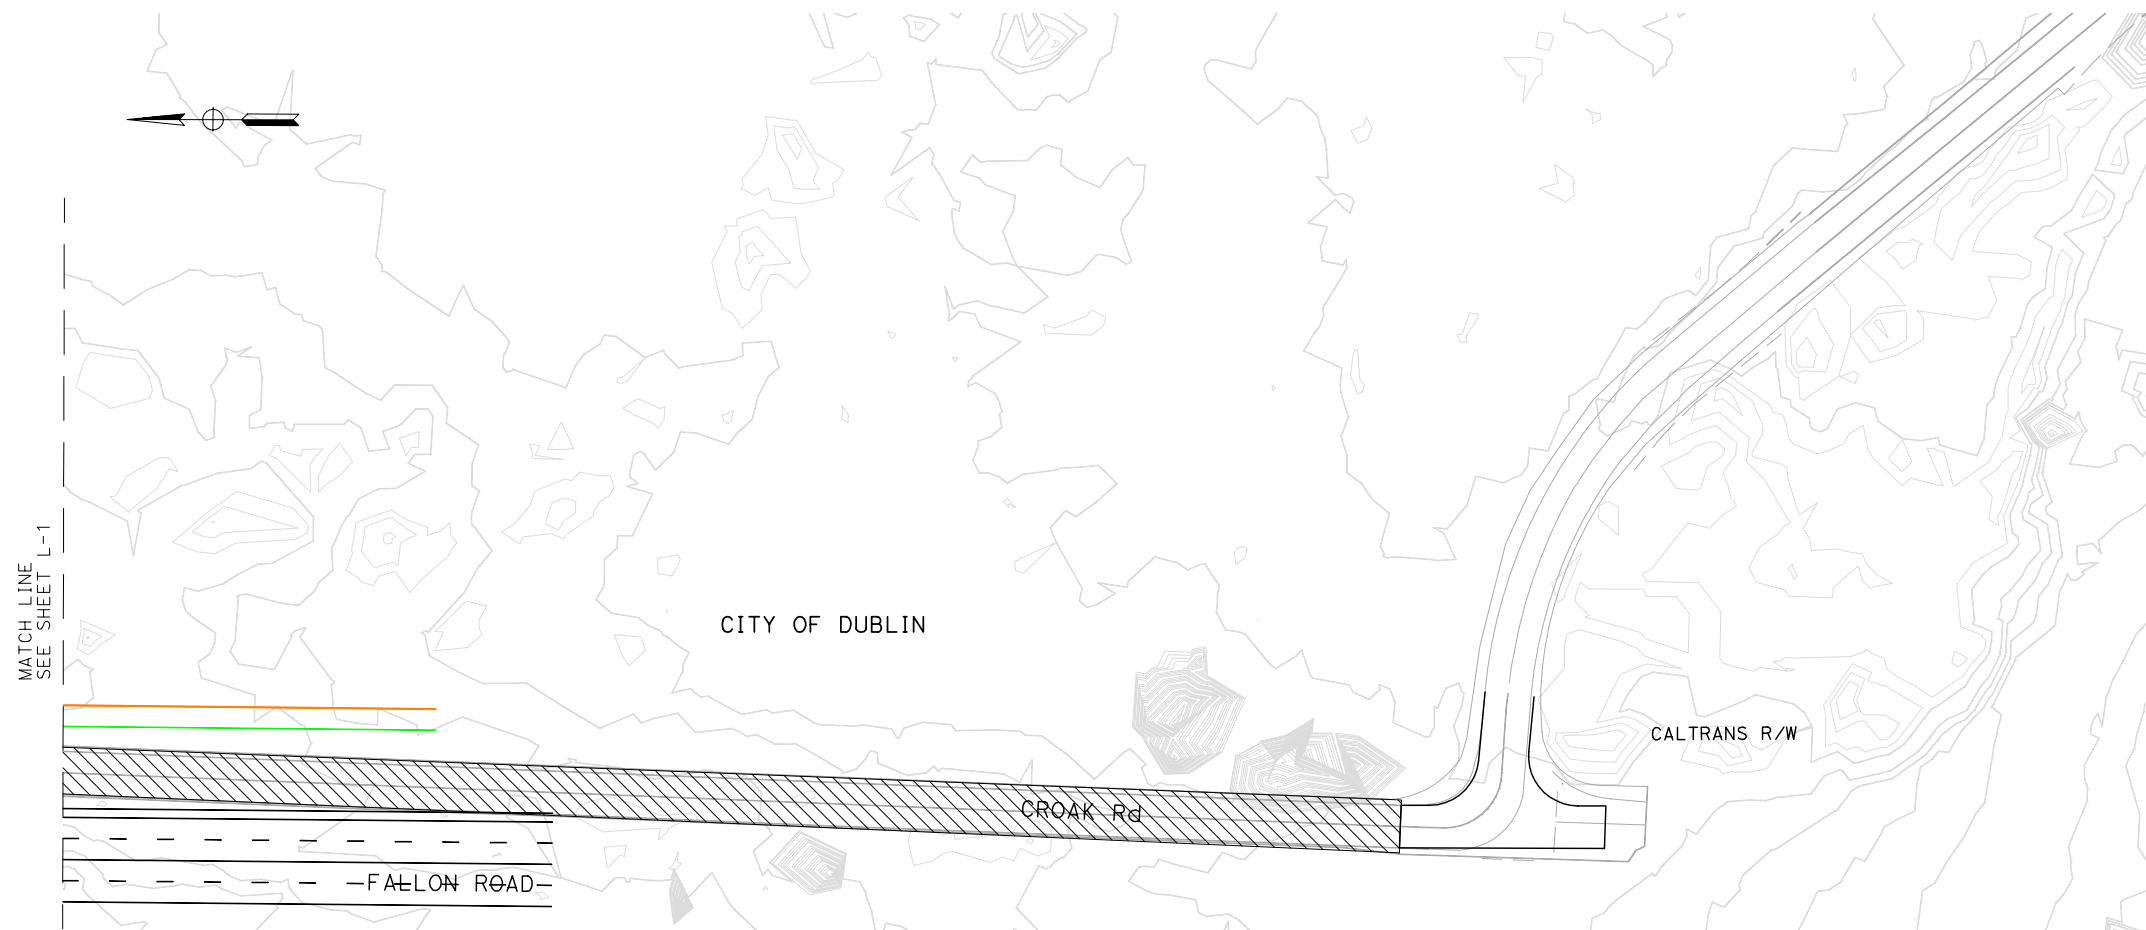 MATCH LINE
SEE SHEET L-1
CITY OF DUBLIN
CALTRANS R/W
CROAK Rd
FALLON ROAD